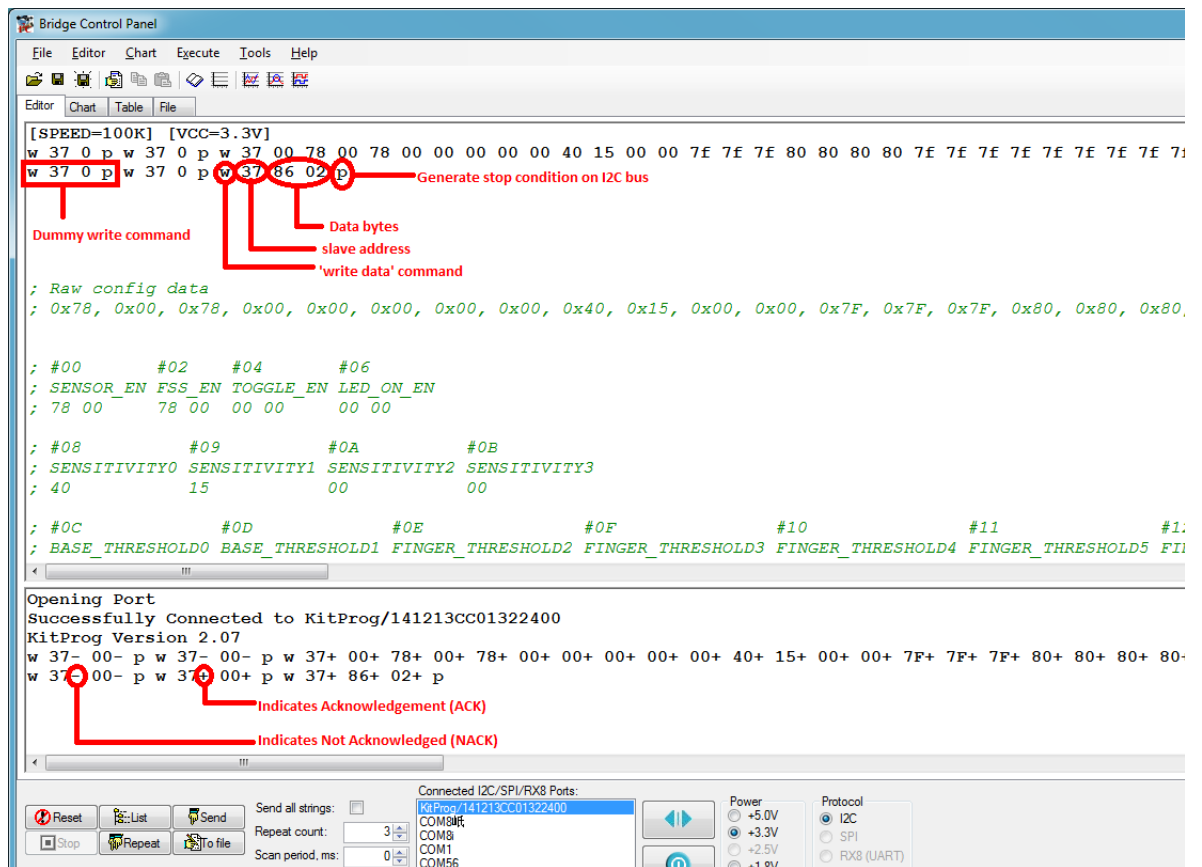 Bridge Control Panel
File Editor Chart Execute Tools Help
Editor Chart Table File
[SPEED=100K] [VCC=3.3V]
w 37 0 p w 37 0 p w 37 00 78 00 78 00 00 00 00 00 40 15 00 00 7f 7f 7f 80 80 80 80 7f 7f 7f 7f 7f 7f 7f 7f
w 37 0 p w 37 0 p w 37 86 02 p
Generate stop condition on I2C bus
Data bytes
Dummy write command
slave address
'write data' command
; Raw config data
; 0x78, 0x00, 0x78, 0x00, 0x00, 0x00, 0x00, 0x00, 0x40, 0x15, 0x00, 0x00, 0x7F, 0x7F, 0x7F, 0x80, 0x80, 0x80,
; #00 #02 #04 #06
; SENSOR_EN FSS_EN TOGGLE_EN LED_ON_EN
; 78 00 78 00 00 00 00 00
; #08 #09 #0A #0B
; SENSITIVITY0 SENSITIVITY1 SENSITIVITY2 SENSITIVITY3
; 40 15 00 00
; #0C #0D #0E #0F #10 #11 #12
; BASE_THRESHOLD0 BASE_THRESHOLD1 FINGER_THRESHOLD2 FINGER_THRESHOLD3 FINGER_THRESHOLD4 FINGER_THRESHOLD5 FIN
Opening Port
Successfully Connected to KitProg/141213CC01322400
KitProg Version 2.07
w 37- 00- p w 37- 00- p w 37+ 00+ 78+ 00+ 78+ 00+ 00+ 00+ 00+ 00+ 40+ 15+ 00+ 00+ 7F+ 7F+ 7F+ 80+ 80+ 80+ 80+
w 37- 00- p w 37+ 00+ p w 37+ 86+ 02+ p
Indicates Acknowledgement (ACK)
Indicates Not Acknowledged (NACK)
Connected I2C/SPI/RX8 Ports:
Reset List Send
Stop Repeat To file
Send all strings:
Repeat count: 3
Scan period, ms: 0
KitProg/141213CC01322400
COM8
COM8
COM1
COM56
Power
+5.0V
+3.3V
+2.5V
+1.8V
Protocol
I2C
SPI
RX8 (UART)